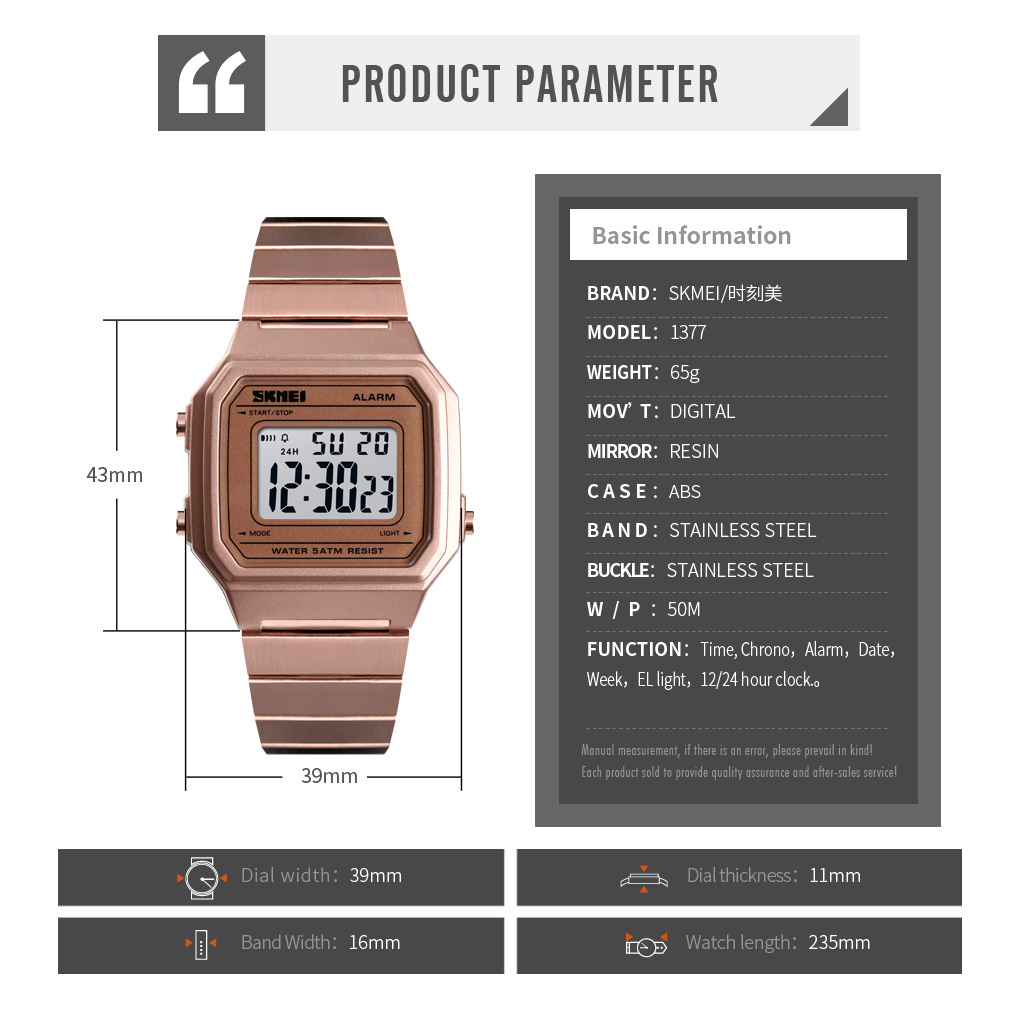 PRODUCT PARAMETER
Basic Information
BRAND： SKMEI/时刻美
MODEL： 1377
WEIGHT： 65g
MOV’ T： DIGITAL
MIRROR： RESIN
CASE： ABS
BAND： STAINLESS STEEL
BUCKLE： STAINLESS STEEL
W / P ： 50M
FUNCTION： Time, Chrono，Alarm，Date，
Week，EL light，12/24 hour clock.。
Manual measurement, if there is an error, please prevail in kind!
Each product sold to provide quality assurance and after-sales service!
43mm
SKMEI ALARM
START/STOP
SU 20
24H
12:30 23
MODE LIGHT
WATER 5ATM RESIST
39mm
Dial width： 39mm
Dial thickness： 11mm
Band Width： 16mm
Watch length： 235mm